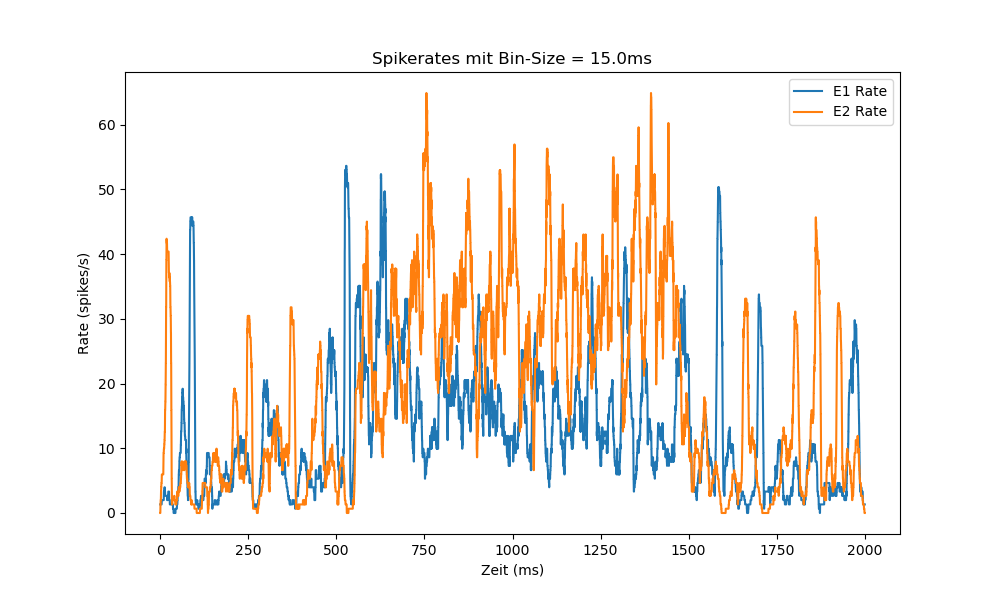 Spikerates mit Bin-Size = 15.0ms
E1 Rate
E2 Rate
Rate (spikes/s)
60
50
40
30
20
10
0
0 250 500 750 1000 1250 1500 1750 2000
Zeit (ms)